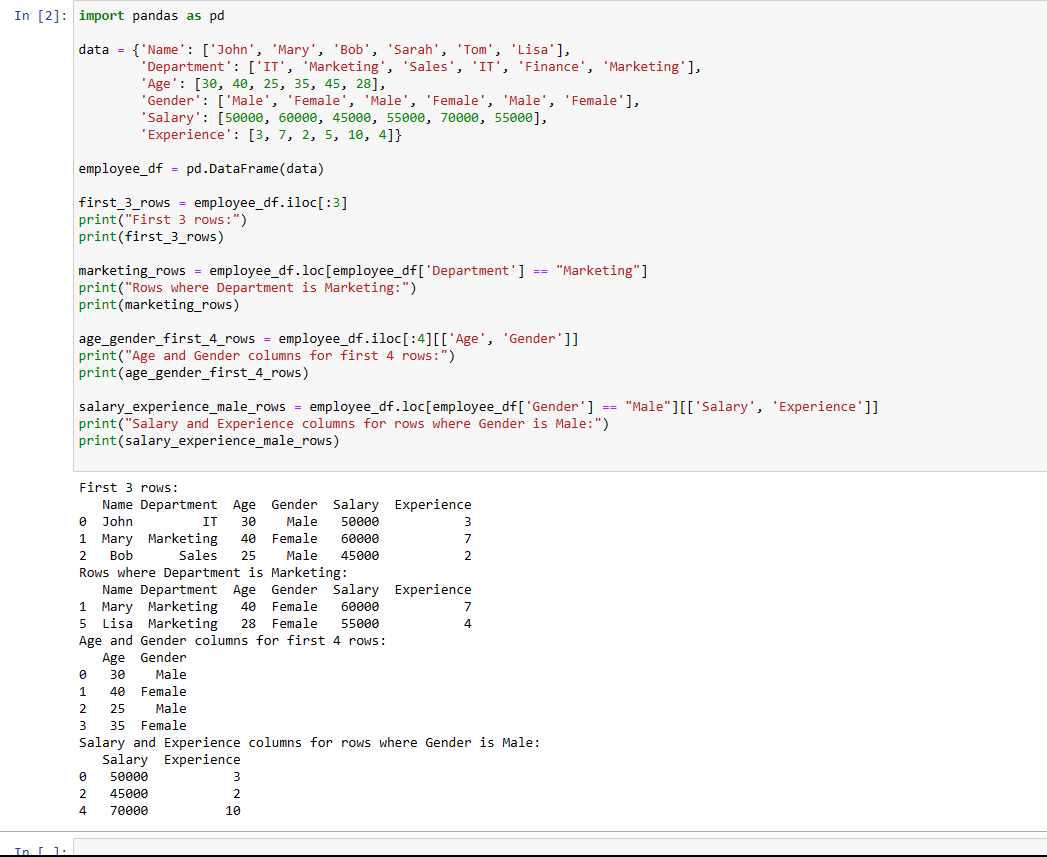 In [2]: import pandas as pd
data = {'Name': ['John', 'Mary', 'Bob', 'Sarah', 'Tom', 'Lisa'],
'Department': ['IT', 'Marketing', 'Sales', 'IT', 'Finance', 'Marketing'],
'Age': [30, 40, 25, 35, 45, 28],
'Gender': ['Male', 'Female', 'Male', 'Female', 'Male', 'Female'],
'Salary': [50000, 60000, 45000, 55000, 70000, 55000],
'Experience': [3, 7, 2, 5, 10, 4]}
employee_df = pd.DataFrame(data)
first_3_rows = employee_df.iloc[:3]
print("First 3 rows:")
print(first_3_rows)
marketing_rows = employee_df.loc[employee_df['Department'] == "Marketing"]
print("Rows where Department is Marketing:")
print(marketing_rows)
age_gender_first_4_rows = employee_df.iloc[:4][['Age', 'Gender']]
print("Age and Gender columns for first 4 rows:")
print(age_gender_first_4_rows)
salary_experience_male_rows = employee_df.loc[employee_df['Gender'] == "Male"][['Salary', 'Experience']]
print("Salary and Experience columns for rows where Gender is Male:")
print(salary_experience_male_rows)
First 3 rows:
Name Department Age Gender Salary Experience
0 John IT 30 Male 50000 3
1 Mary Marketing 40 Female 60000 7
2 Bob Sales 25 Male 45000 2
Rows where Department is Marketing:
Name Department Age Gender Salary Experience
1 Mary Marketing 40 Female 60000 7
5 Lisa Marketing 28 Female 55000 4
Age and Gender columns for first 4 rows:
Age Gender
0 30 Male
1 40 Female
2 25 Male
3 35 Female
Salary and Experience columns for rows where Gender is Male:
Salary Experience
0 50000 3
2 45000 2
4 70000 10
In [ ]: